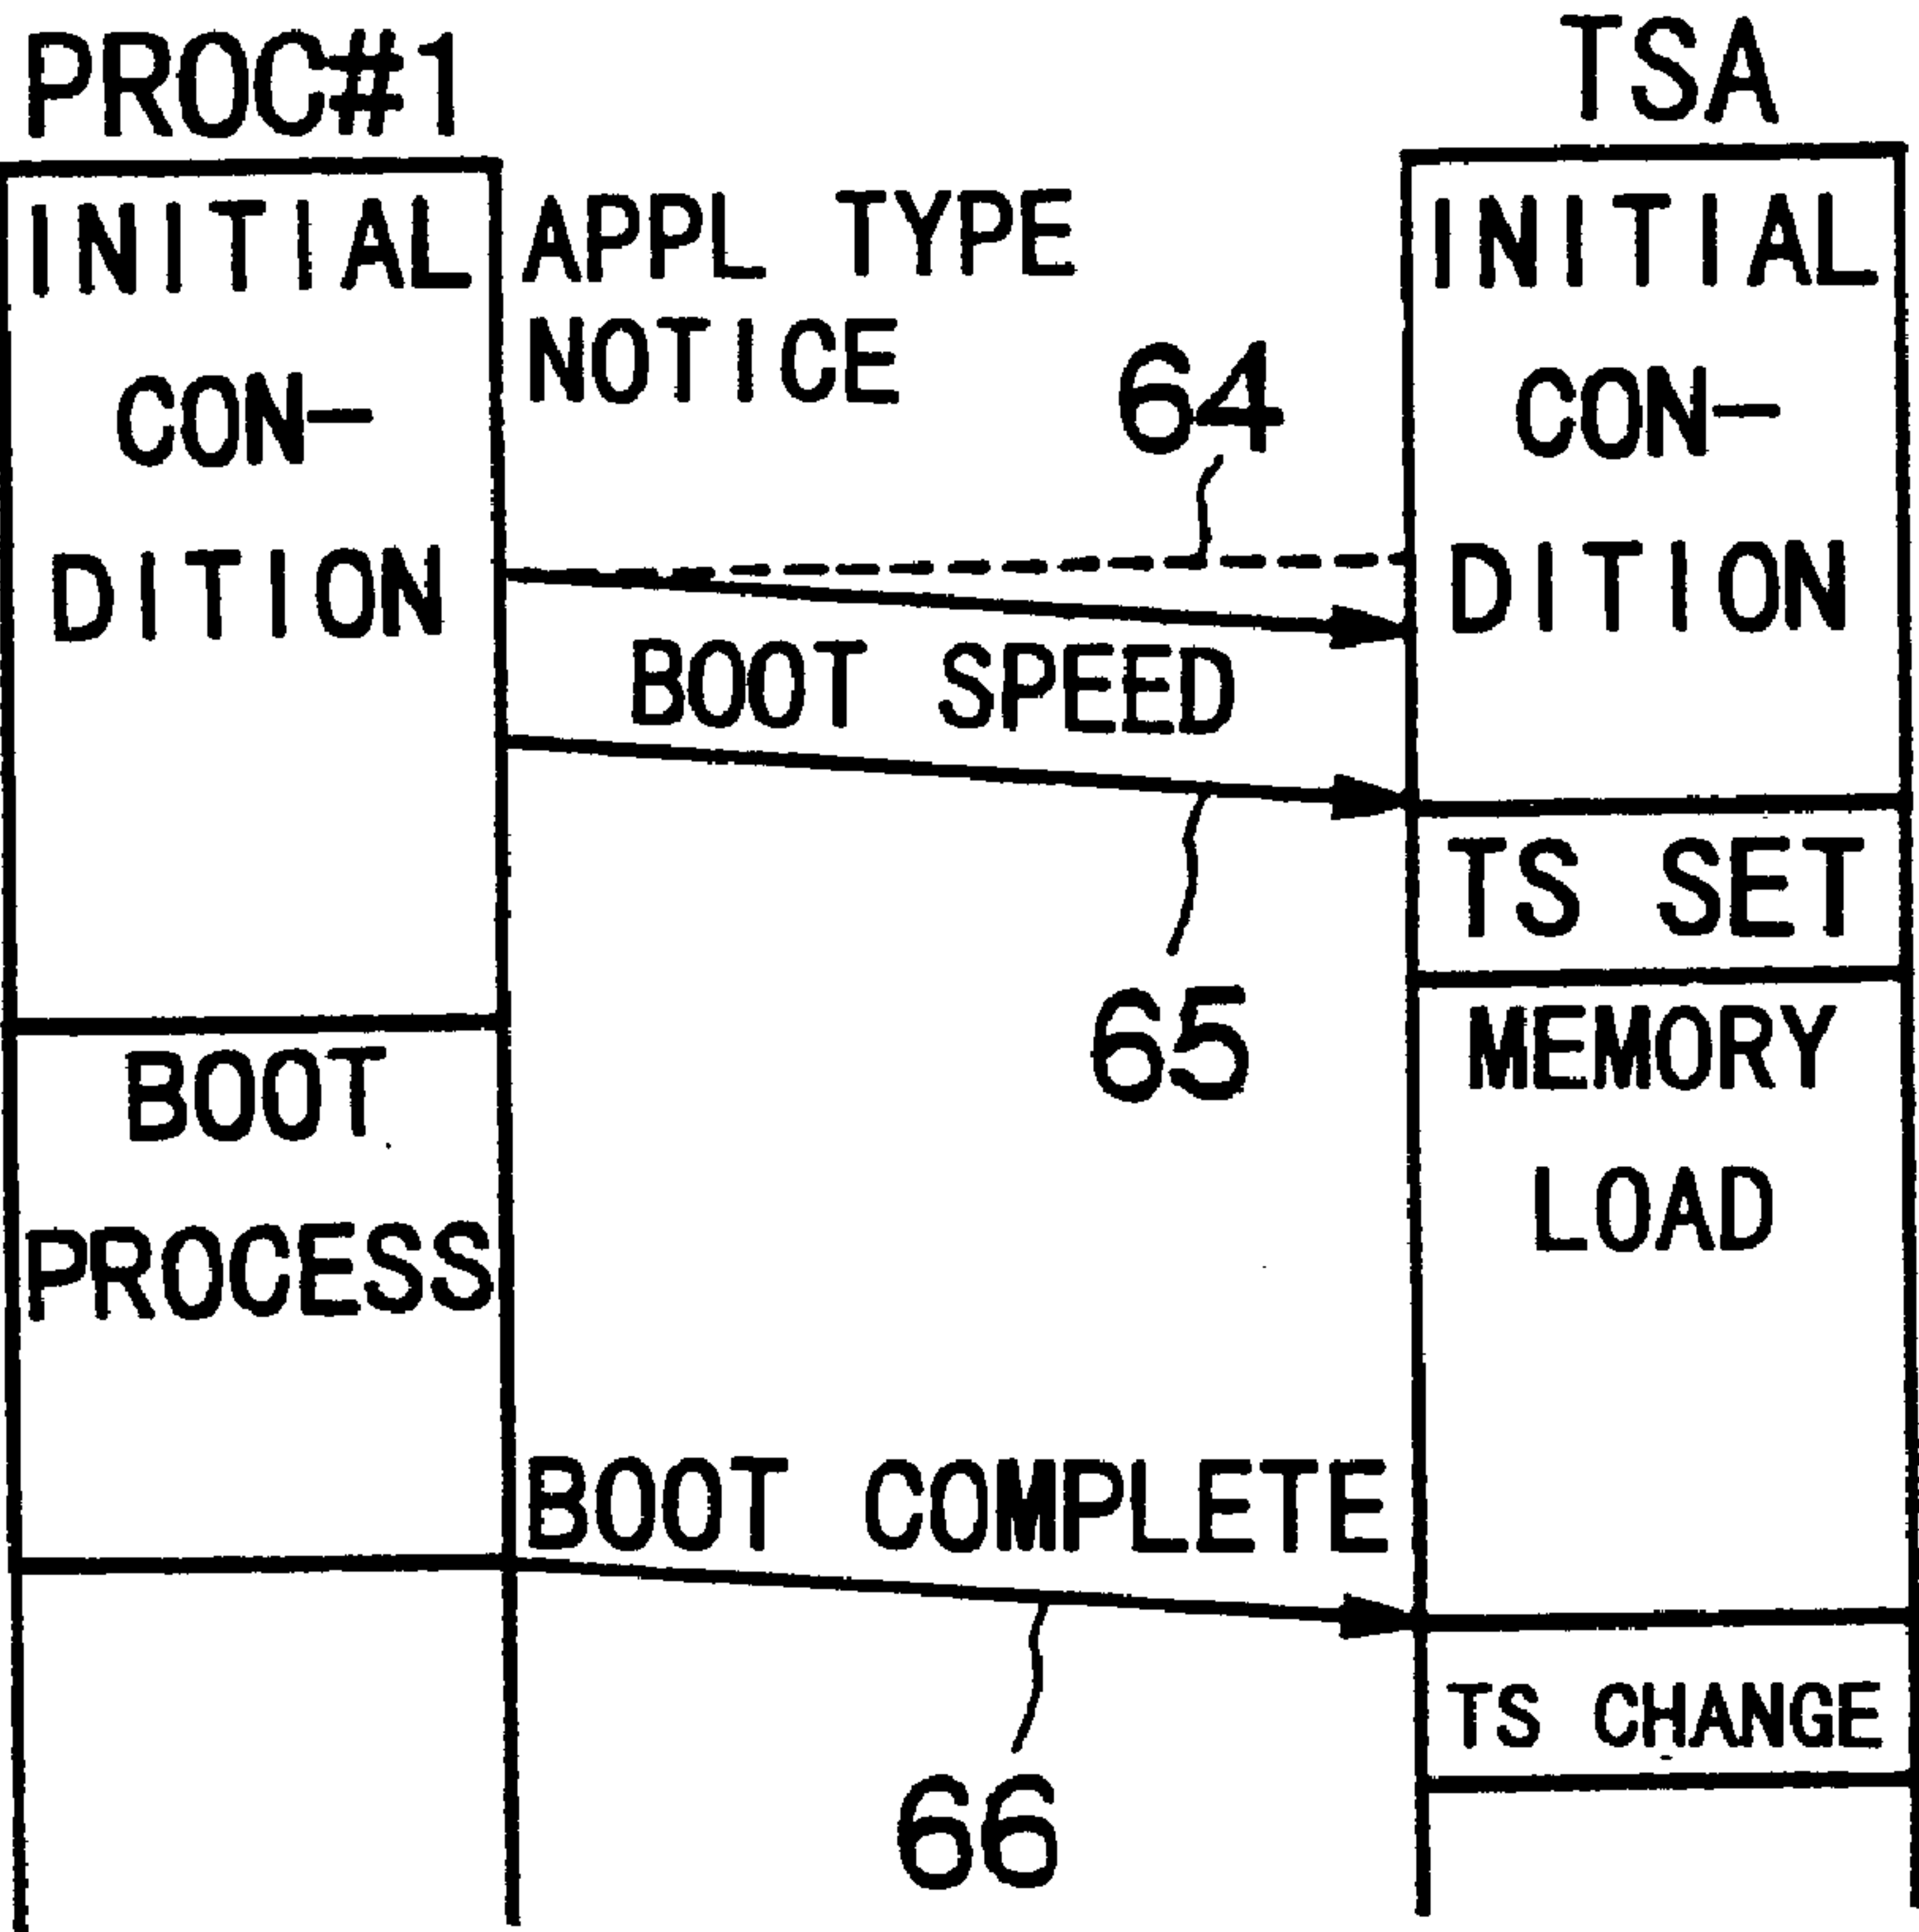 PROC#1
TSA
INITIAL
CON-
DITION
APPL TYPE
NOTICE
64
INITIAL
CON-
DITION
BOOT SPEED
65
TS SET
MEMORY
LOAD
BOOT
PROCESS
BOOT COMPLETE
66
TS CHANGE